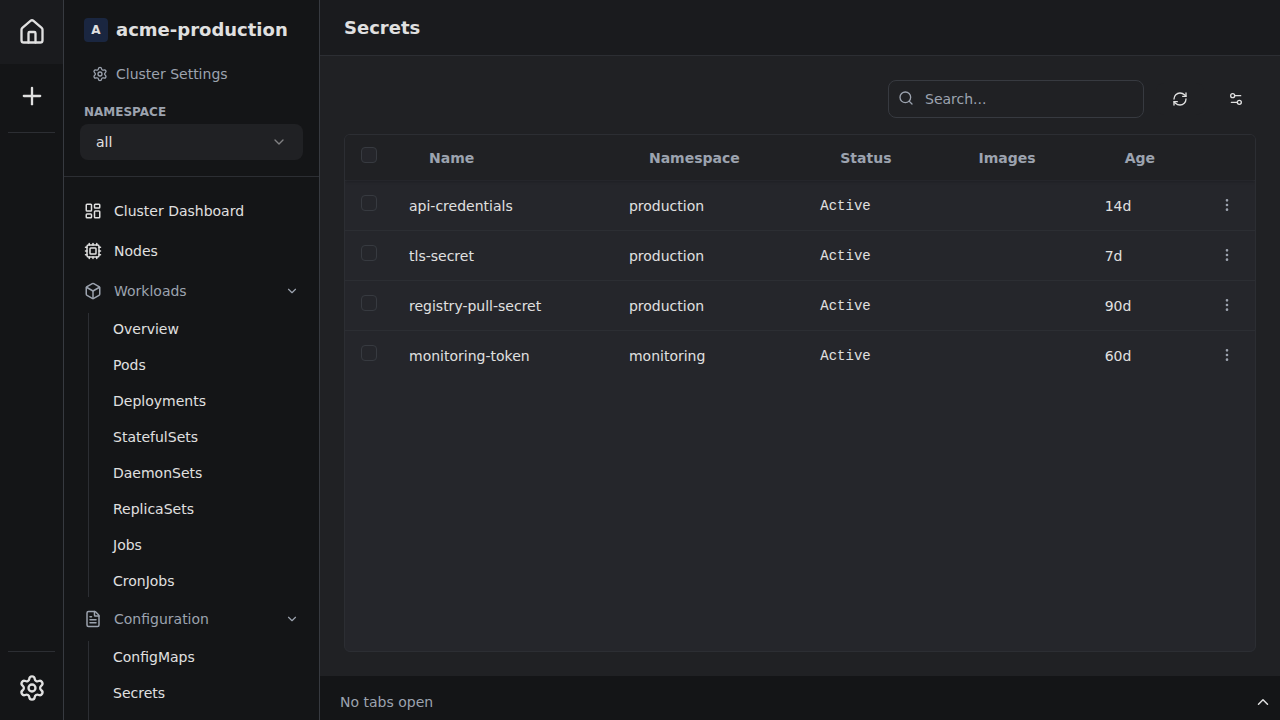 A acme-production
Cluster Settings
NAMESPACE
all
Cluster Dashboard
Nodes
Workloads
Overview
Pods
Deployments
StatefulSets
DaemonSets
ReplicaSets
Jobs
CronJobs
Configuration
ConfigMaps
Secrets
Secrets
Search...
Name Namespace Status Images Age
api-credentials production Active 14d
tls-secret production Active 7d
registry-pull-secret production Active 90d
monitoring-token monitoring Active 60d
No tabs open